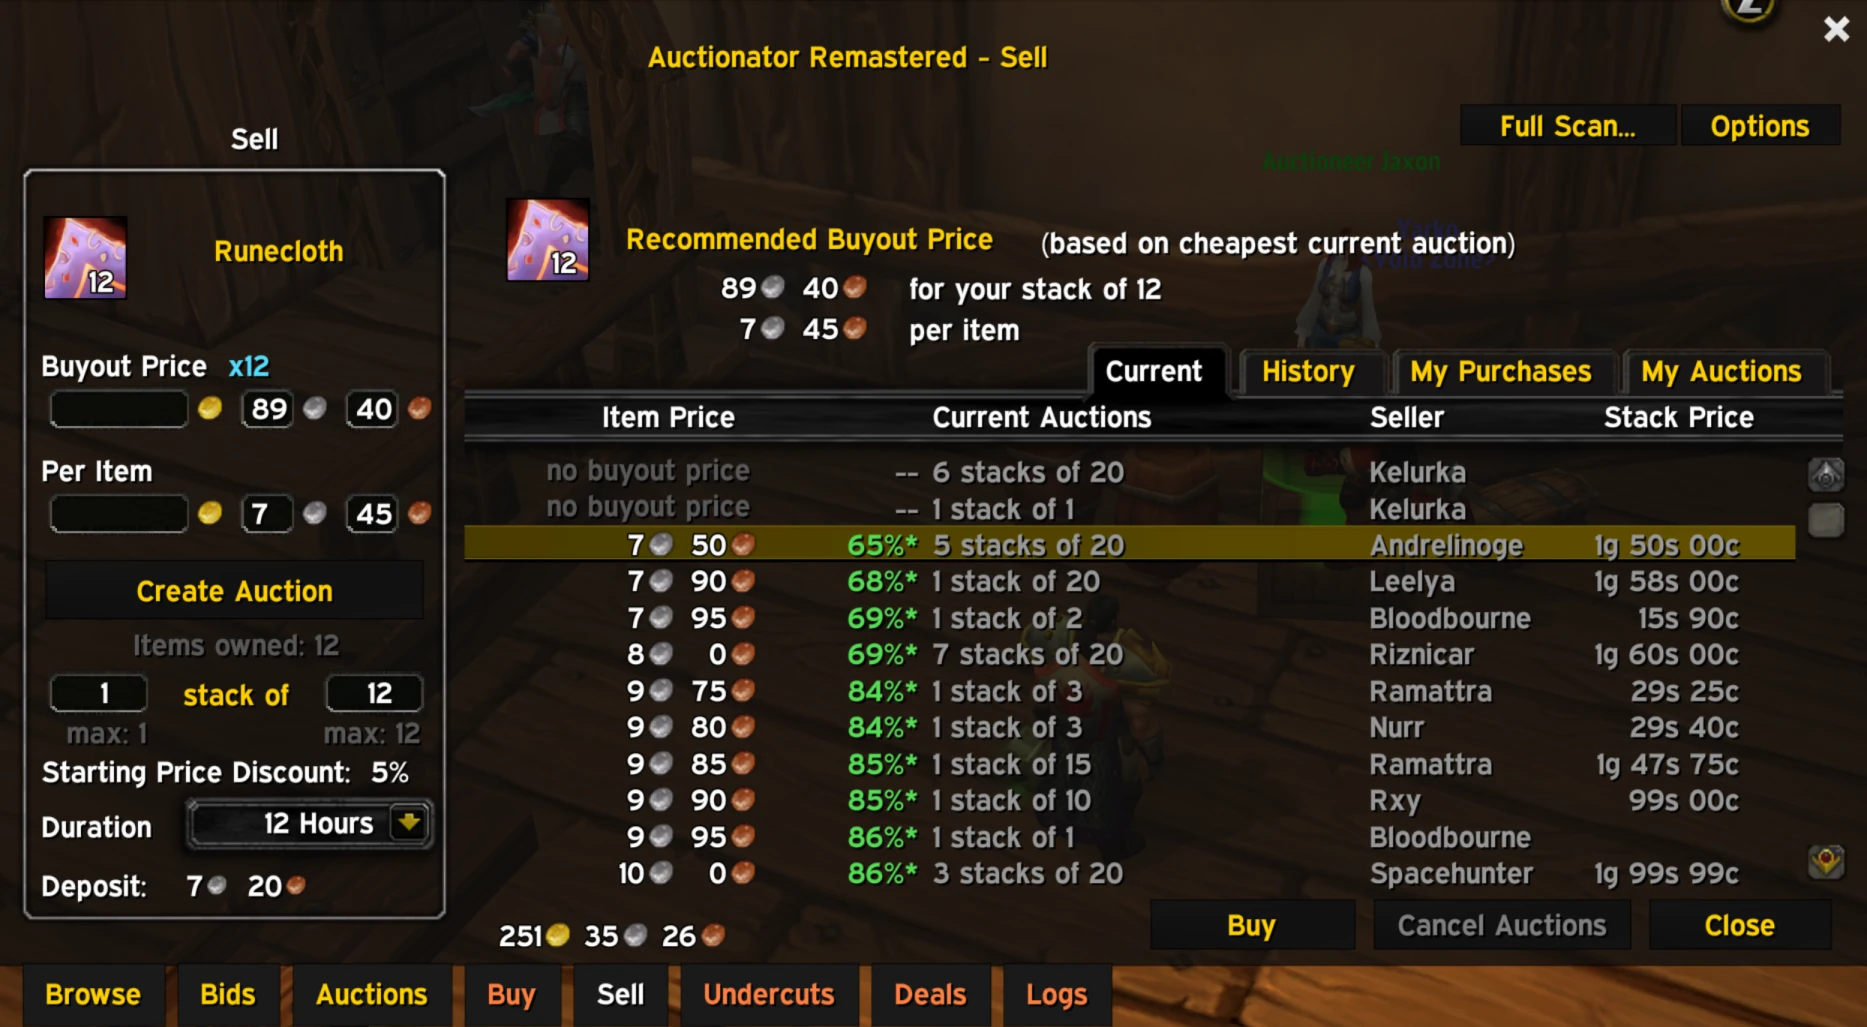 Auctionator Remastered - Sell
Full Scan...
Options
Auctioneer Jaxon
Sell
12
Runecloth
Buyout Price x12
89 40
Per Item
7 45
Create Auction
Items owned: 12
1 stack of 12
max: 1 max: 12
Starting Price Discount: 5%
Duration 12 Hours
Deposit: 7 20
12
Recommended Buyout Price (based on cheapest current auction)
89 40 for your stack of 12
7 45 per item
Current History My Purchases My Auctions
Item Price Current Auctions Seller Stack Price
no buyout price -- 6 stacks of 20 Kelurka
no buyout price -- 1 stack of 1 Kelurka
7 50 65%* 5 stacks of 20 Andrelinoge 1g 50s 00c
7 90 68%* 1 stack of 20 Leelya 1g 58s 00c
7 95 69%* 1 stack of 2 Bloodbourne 15s 90c
8 0 69%* 7 stacks of 20 Riznicar 1g 60s 00c
9 75 84%* 1 stack of 3 Ramattra 29s 25c
9 80 84%* 1 stack of 3 Nurr 29s 40c
9 85 85%* 1 stack of 15 Ramattra 1g 47s 75c
9 90 85%* 1 stack of 10 Rxy 99s 00c
9 95 86%* 1 stack of 1 Bloodbourne
10 0 86%* 3 stacks of 20 Spacehunter 1g 99s 99c
251 35 26
Buy Cancel Auctions Close
Browse Bids Auctions Buy Sell Undercuts Deals Logs